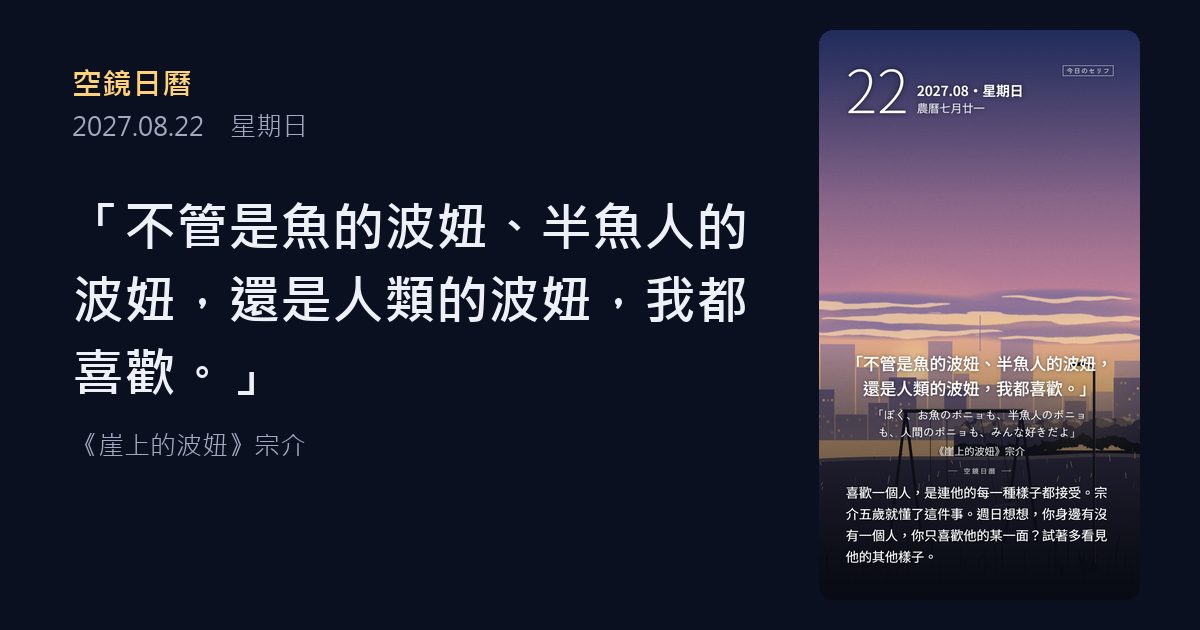 空鏡日曆
2027.08.22 星期日
「不管是魚的波妞、半魚人的
波妞，還是人類的波妞，我都
喜歡。」
《崖上的波妞》宗介
今日のセリフ
22
2027.08・星期日
農曆七月廿一
「不管是魚的波妞、半魚人的波妞，
還是人類的波妞，我都喜歡。」
「ぼく、お魚のポニョも、半魚人のポニョ
も、人間のポニョも、みんな好きだよ」
《崖上的波妞》宗介
— 空鏡日曆 —
喜歡一個人，是連他的每一種樣子都接受。宗
介五歲就懂了這件事。週日想想，你身邊有沒
有一個人，你只喜歡他的某一面？試著多看見
他的其他樣子。